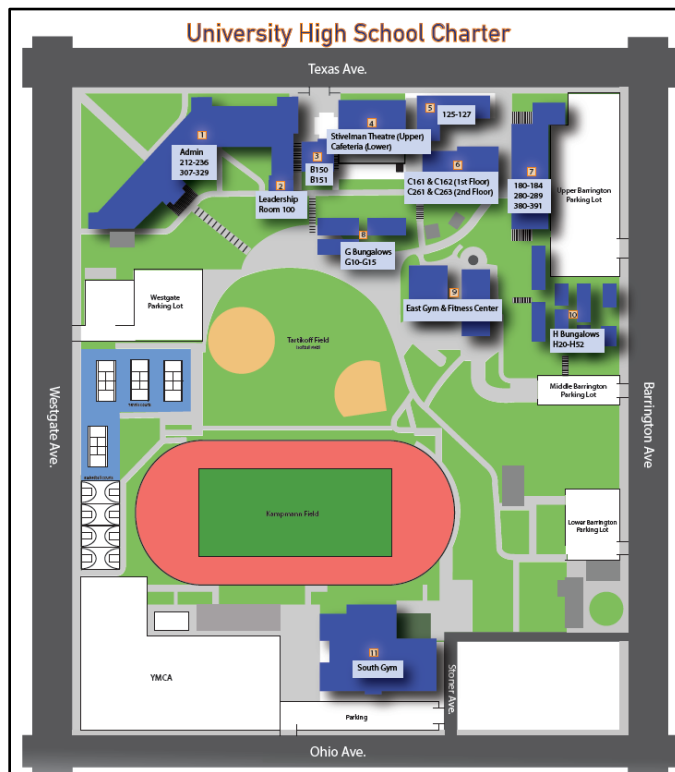 University High School Charter
Texas Ave.
1
Admin
212-236
307-329
2
Leadership
Room 100
3
B150
B151
4
Stivelman Theatre (Upper)
Cafeteria (Lower)
5
125-127
6
C161 & C162 (1st Floor)
C261 & C263 (2nd Floor)
7
180-184
280-289
380-391
Upper Barrington
Parking Lot
8
G Bungalows
G10-G15
9
East Gym & Fitness Center
10
H Bungalows
H20-H52
Westgate
Parking Lot
Tartikoff Field
Middle Barrington
Parking Lot
Westgate Ave.
Barrington Ave
Kampmann Field
Lower Barrington
Parking Lot
11
South Gym
YMCA
Stoner Ave.
Parking
Ohio Ave.